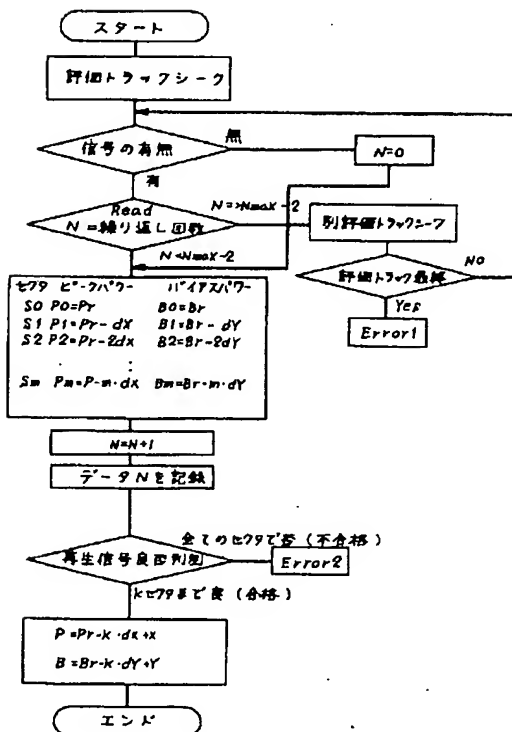 スタート
評価トラックシーク
信号の有無
無
N=0
有
Read
N=繰り返し回数
N=>Nmax-2
別評価トラックシーク
N<Nmax-2
評価トラック最終
NO
Yes
Error1
セクタ ピークパワー バイアスパワー
S0 P0=Pr B0=Br
S1 P1=Pr-dX B1=Br-dY
S2 P2=Pr-2dx B2=Br-2dY
⋮ ⋮
Sm Pm=P-m·dX Bm=Br-m·dY
N=N+1
データNを記録
再生信号良否判別
全てのセクタで否(不合格)
Error2
kセクタまで良(合格)
P=Pr-k·dx+x
B=Br-k·dY+Y
エンド